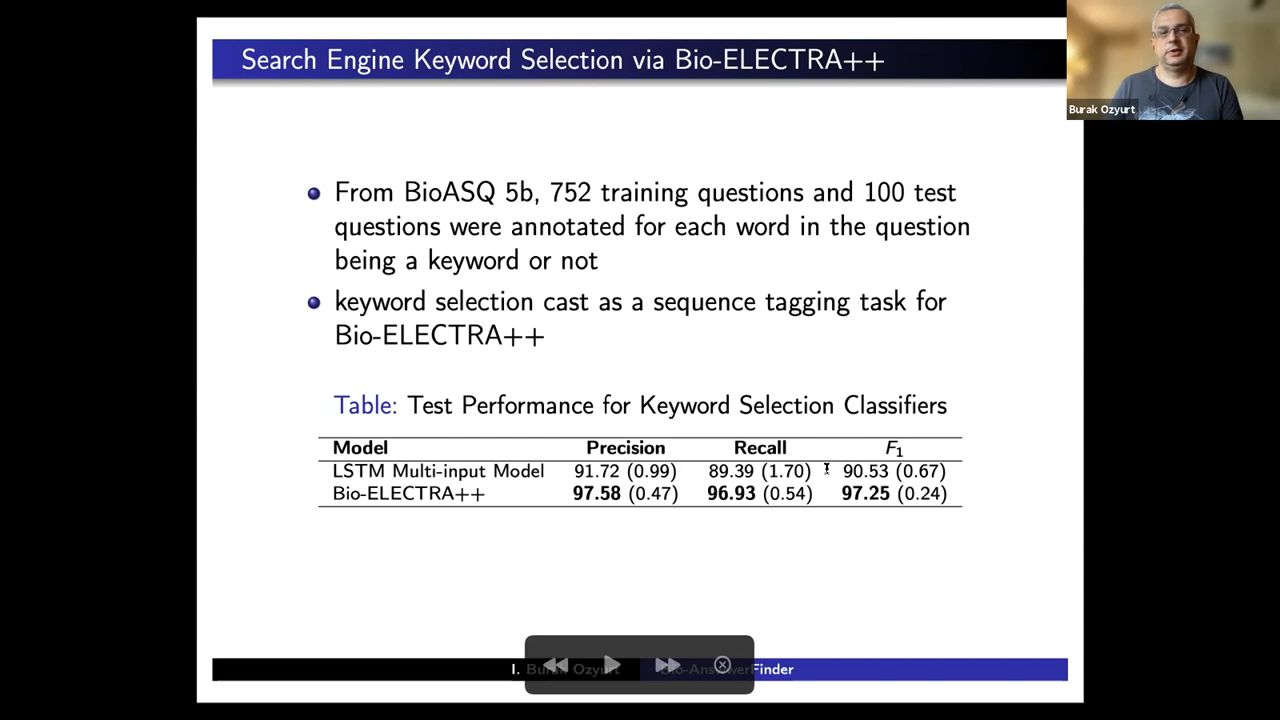 Search Engine Keyword Selection via Bio-ELECTRA++
Burak Ozyurt
From BioASQ 5b, 752 training questions and 100 test
questions were annotated for each word in the question
being a keyword or not
keyword selection cast as a sequence tagging task for
Bio-ELECTRA++
Table: Test Performance for Keyword Selection Classifiers
Model Precision Recall F1
LSTM Multi-input Model 91.72 (0.99) 89.39 (1.70) 90.53 (0.67)
Bio-ELECTRA++ 97.58 (0.47) 96.93 (0.54) 97.25 (0.24)
I. Burak Ozyurt Bio-AnswerFinder